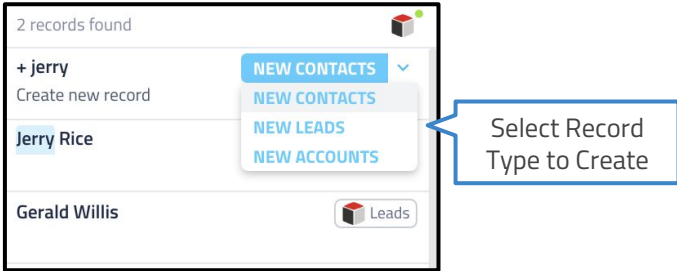 2 records found
+ jerry
NEW CONTACTS
Create new record
NEW CONTACTS
NEW LEADS
NEW ACCOUNTS
Jerry Rice
Gerald Willis
Leads
Select Record
Type to Create